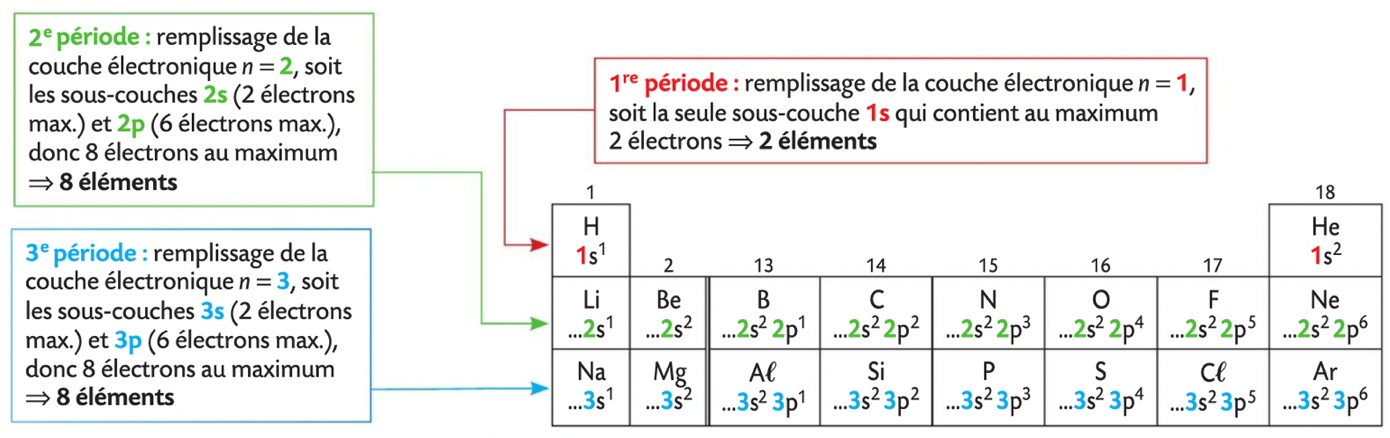 2ᵉ période : remplissage de la
couche électronique n = 2, soit
les sous-couches 2s (2 électrons
max.) et 2p (6 électrons max.),
donc 8 électrons au maximum
⇒ 8 éléments
1ʳᵉ période : remplissage de la couche électronique n = 1,
soit la seule sous-couche 1s qui contient au maximum
2 électrons ⇒ 2 éléments
3ᵉ période : remplissage de la
couche électronique n = 3, soit
les sous-couches 3s (2 électrons
max.) et 3p (6 électrons max.),
donc 8 électrons au maximum
⇒ 8 éléments
1 18
H He
1s¹ 1s²
2 13 14 15 16 17
Li Be B C N O F Ne
...2s¹ ...2s² ...2s² 2p¹ ...2s² 2p² ...2s² 2p³ ...2s² 2p⁴ ...2s² 2p⁵ ...2s² 2p⁶
Na Mg Aℓ Si P S Cℓ Ar
...3s¹ ...3s² ...3s² 3p¹ ...3s² 3p² ...3s² 3p³ ...3s² 3p⁴ ...3s² 3p⁵ ...3s² 3p⁶